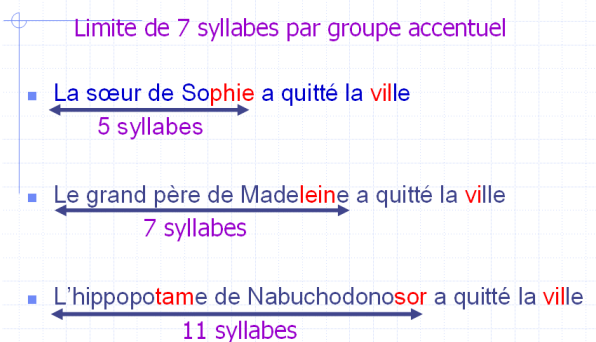 Limite de 7 syllabes par groupe accentuel
La sœur de Sophie a quitté la ville
5 syllabes
Le grand père de Madeleine a quitté la ville
7 syllabes
L'hippopotame de Nabuchodonosor a quitté la ville
11 syllabes